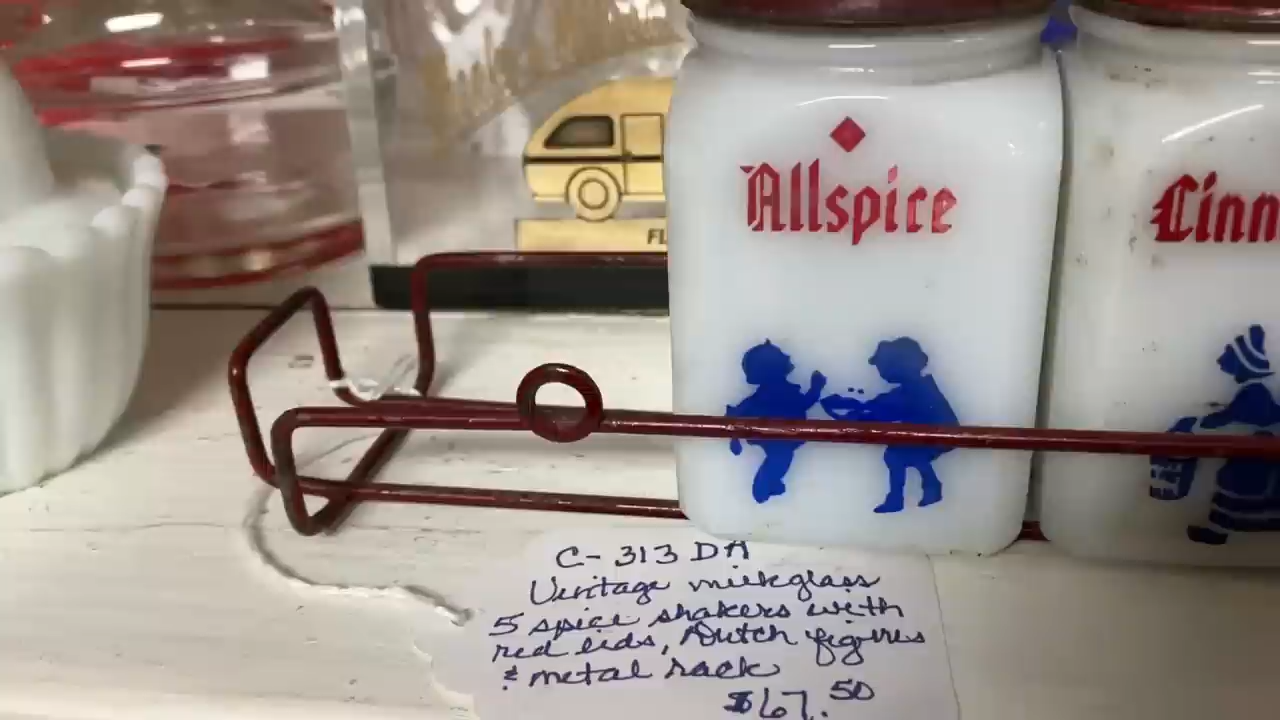 FL
Allspice
Cinn
C-313 DA
Vintage milkglass
5 spice shakers with
red lids, Dutch figures
& metal rack
$67.50